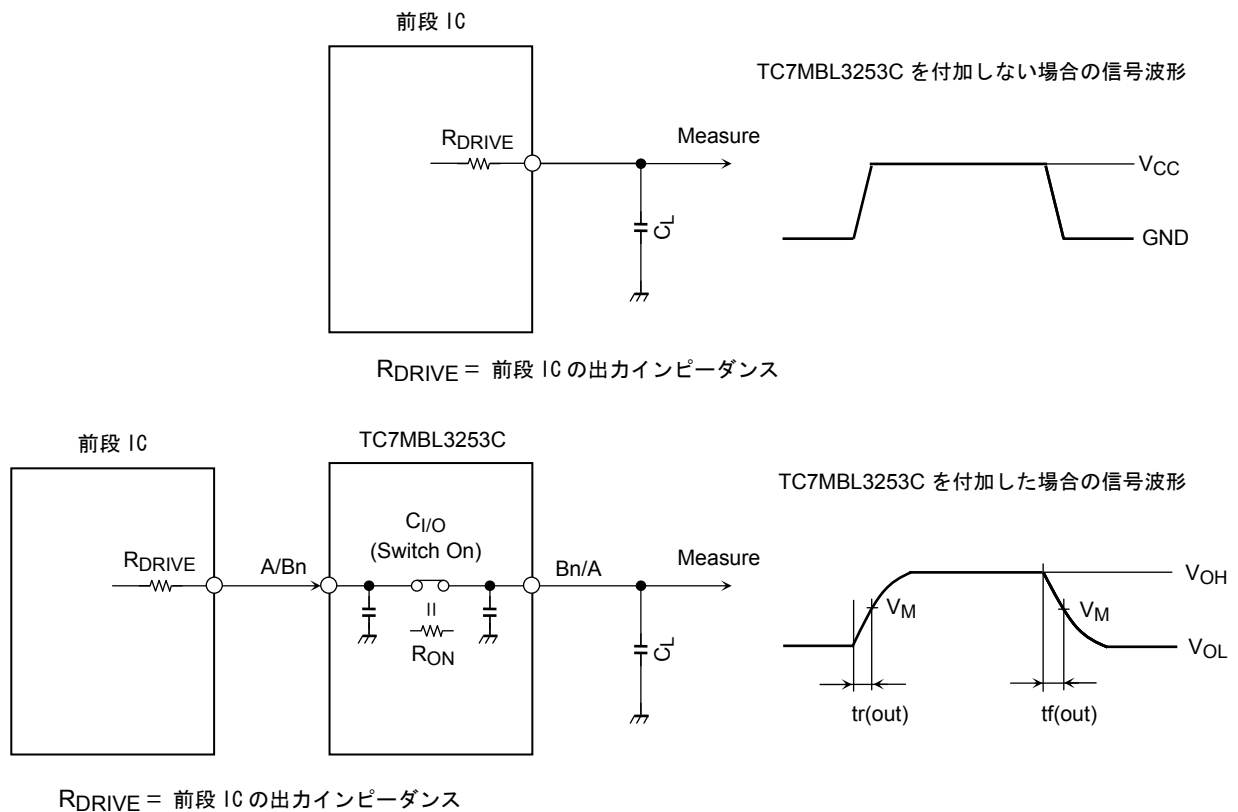 前段 IC
TC7MBL3253C を付加しない場合の信号波形
RDRIVE
Measure
VCC
CL
GND
RDRIVE = 前段 IC の出力インピーダンス
前段 IC
TC7MBL3253C
TC7MBL3253C を付加した場合の信号波形
CI/O
(Switch On)
RDRIVE
A/Bn
Bn/A
Measure
VOH
VM
VM
RON
CL
VOL
tr(out)
tf(out)
RDRIVE = 前段 IC の出力インピーダンス